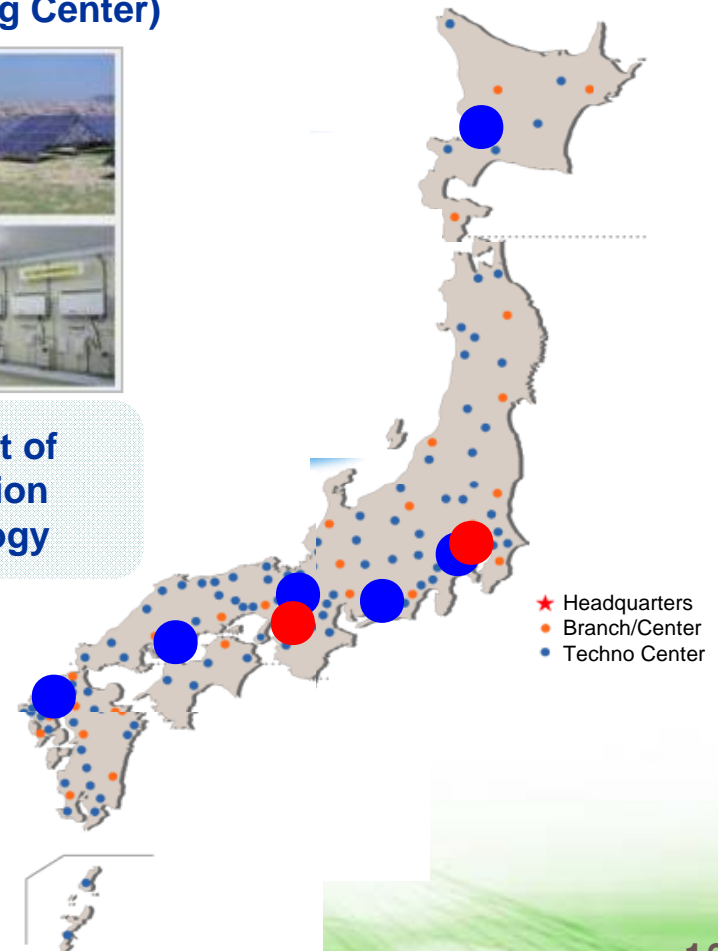 g Center)
t of
ion
ogy
Headquarters
Branch/Center
Techno Center